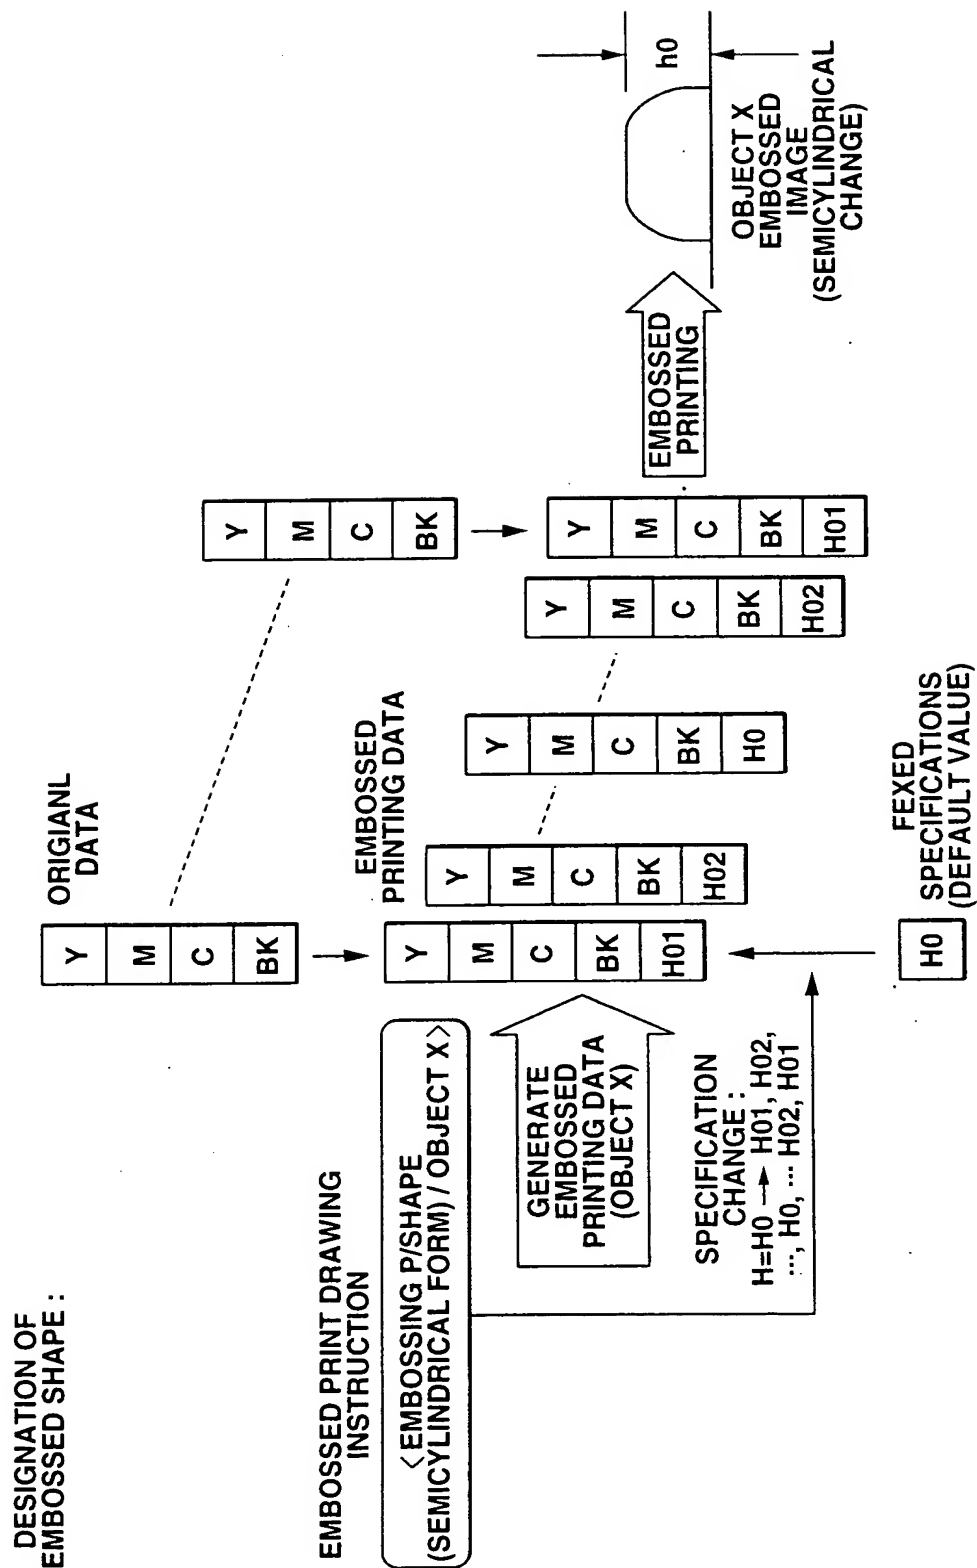 DESIGNATION OF
EMBOSSED SHAPE :
EMBOSSED PRINT DRAWING
INSTRUCTION
<EMBOSSING P/SHAPE
(SEMICYLINDRICAL FORM) / OBJECT X>
GENERATE
EMBOSSED
PRINTING DATA
(OBJECT X)
SPECIFICATION
CHANGE :
H=H0 → H01, H02,
···, H0, ··· H02, H01
ORIGIANL
DATA
Y
M
C
BK
Y
M
C
BK
EMBOSSED
PRINTING DATA
Y
M
C
BK
H01
Y
M
C
BK
H02
Y
M
C
BK
H0
Y
M
C
BK
H02
Y
M
C
BK
H01
H0
FEXED
SPECIFICATIONS
(DEFAULT VALUE)
EMBOSSED
PRINTING
h0
OBJECT X
EMBOSSED
IMAGE
(SEMICYLINDRICAL
CHANGE)